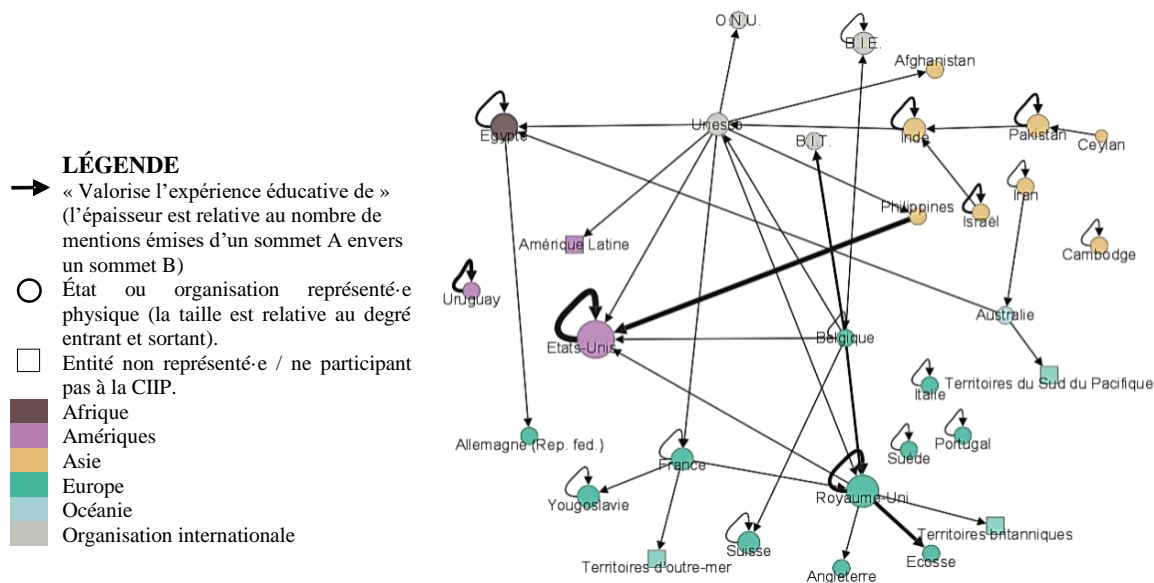 LÉGENDE
« Valorise l’expérience éducative de »
(l’épaisseur est relative au nombre de
mentions émises d’un sommet A envers
un sommet B)
État ou organisation représenté·e
physique (la taille est relative au degré
entrant et sortant).
Entité non représenté·e / ne participant
pas à la CIIP.
Afrique
Amériques
Asie
Europe
Océanie
Organisation internationale
O.N.U.
B.I.E.
Afghanistan
Egypte
Unesco
B.I.T.
Inde
Pakistan
Ceylan
Iran
Philippines
Israël
Amérique Latine
Cambodge
Uruguay
Australie
Etats-Unis
Belgique
Italie
Territoires du Sud du Pacifique
Allemagne (Rep. fed.)
Portugal
Suède
France
Yougoslavie
Royaume-Uni
Territoires britanniques
Suisse
Ecosse
Territoires d'outre-mer
Angleterre